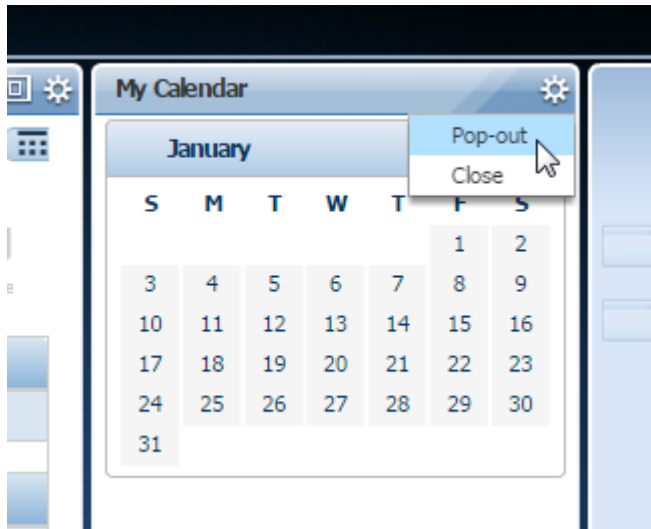 My Calendar
Pop-out
January
Close
S M T W T F S
1 2
3 4 5 6 7 8 9
10 11 12 13 14 15 16
17 18 19 20 21 22 23
24 25 26 27 28 29 30
31